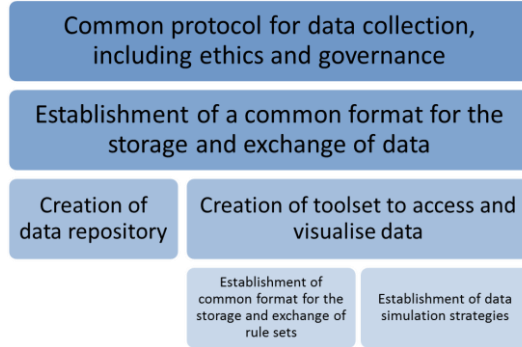 Common protocol for data collection,
including ethics and governance
Establishment of a common format for the
storage and exchange of data
Creation of
data repository
Creation of toolset to access and
visualise data
Establishment of
common format for the
storage and exchange of
rule sets
Establishment of data
simulation strategies